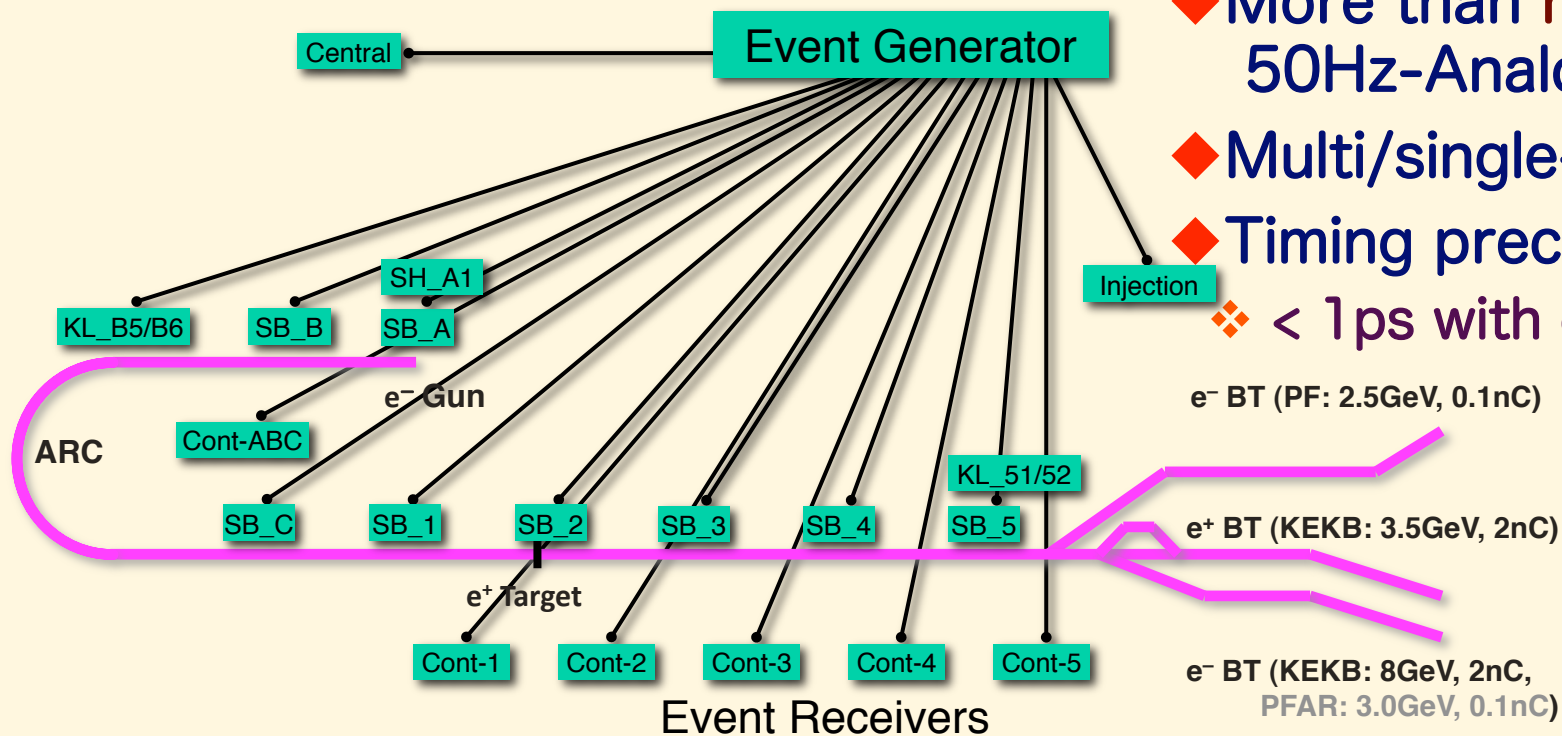 Event Generator
Central
More than
50Hz-Analo
Multi/single-
Timing prec
< 1ps with
Injection
SH_A1
KL_B5/B6
SB_B
SB_A
e– Gun
Cont-ABC
ARC
e– BT (PF: 2.5GeV, 0.1nC)
KL_51/52
SB_C
SB_1
SB_2
SB_3
SB_4
SB_5
e+ BT (KEKB: 3.5GeV, 2nC)
e+ Target
Cont-1
Cont-2
Cont-3
Cont-4
Cont-5
e– BT (KEKB: 8GeV, 2nC,
PFAR: 3.0GeV, 0.1nC)
Event Receivers